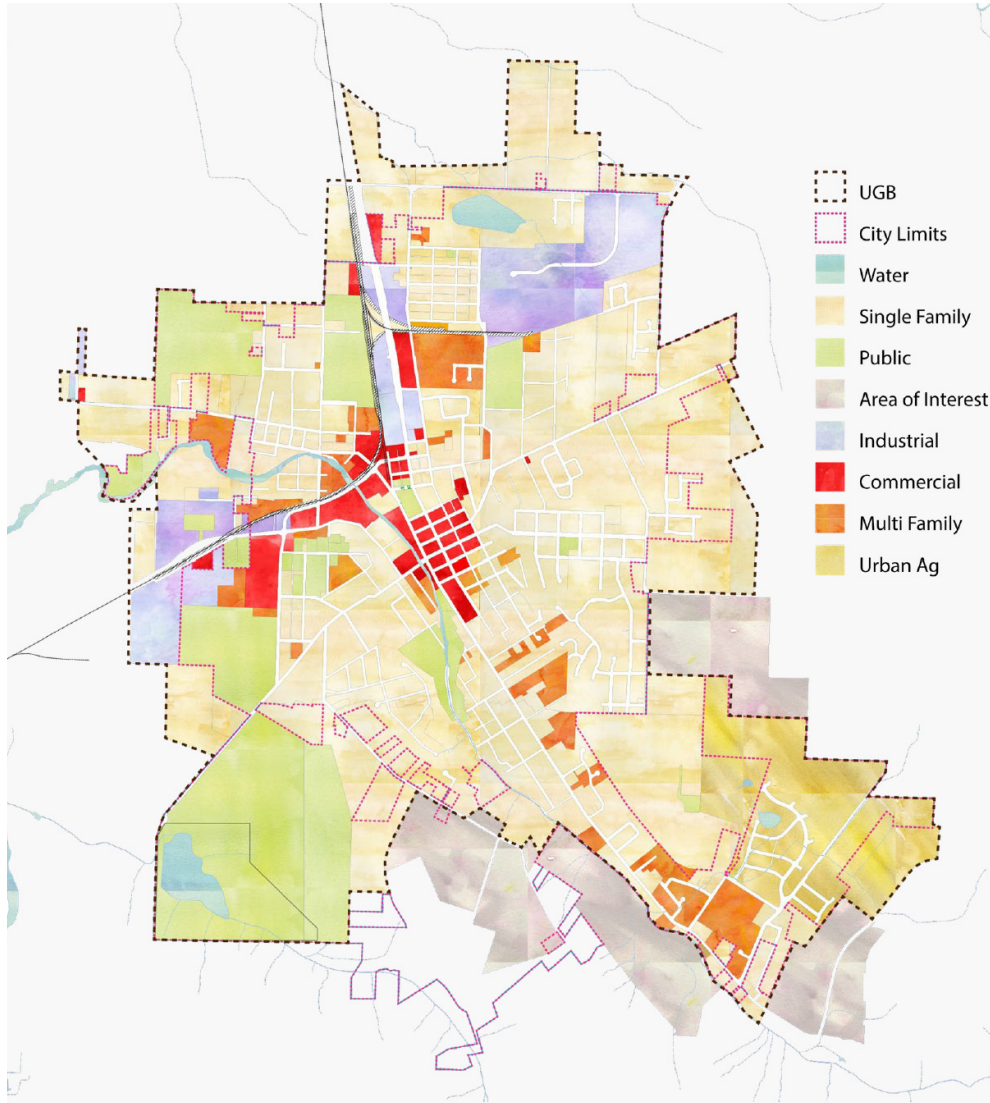 UGB
City Limits
Water
Single Family
Public
Area of Interest
Industrial
Commercial
Multi Family
Urban Ag